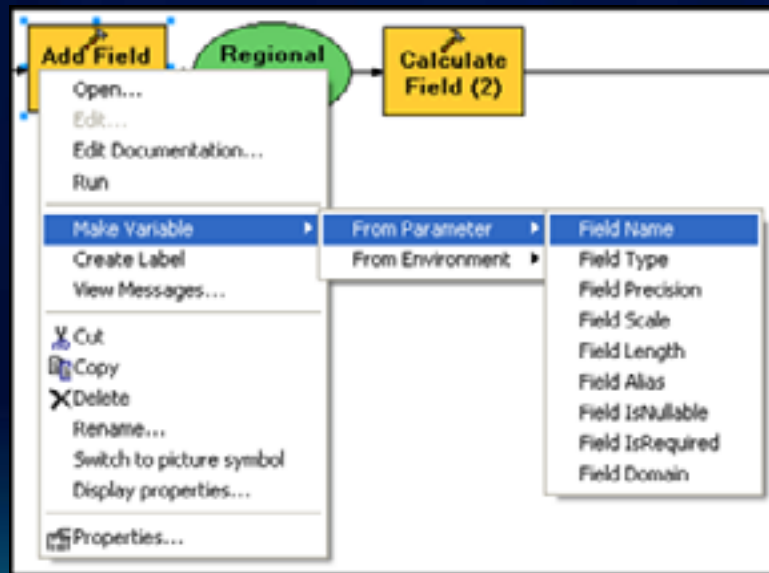 Add Field
Regional
Calculate
Field (2)
Open...
Edit...
Edit Documentation...
Run
Make Variable
Create Label
View Messages...
Cut
Copy
Delete
Rename...
Switch to picture symbol
Display properties...
Properties...
From Parameter
From Environment
Field Name
Field Type
Field Precision
Field Scale
Field Length
Field Alias
Field IsNullable
Field IsRequired
Field Domain